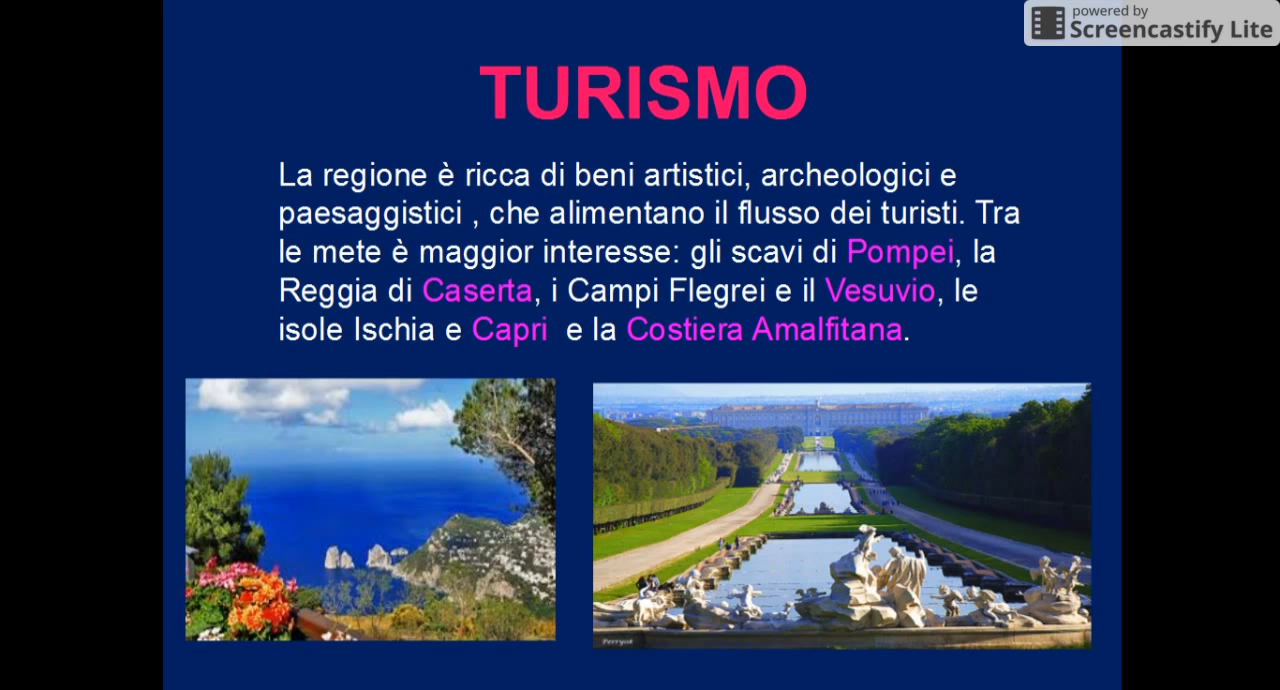 powered by
Screencastify Lite
TURISMO
La regione è ricca di beni artistici, archeologici e
paesaggistici , che alimentano il flusso dei turisti. Tra
le mete è maggior interesse: gli scavi di Pompei, la
Reggia di Caserta, i Campi Flegrei e il Vesuvio, le
isole Ischia e Capri  e la Costiera Amalfitana.